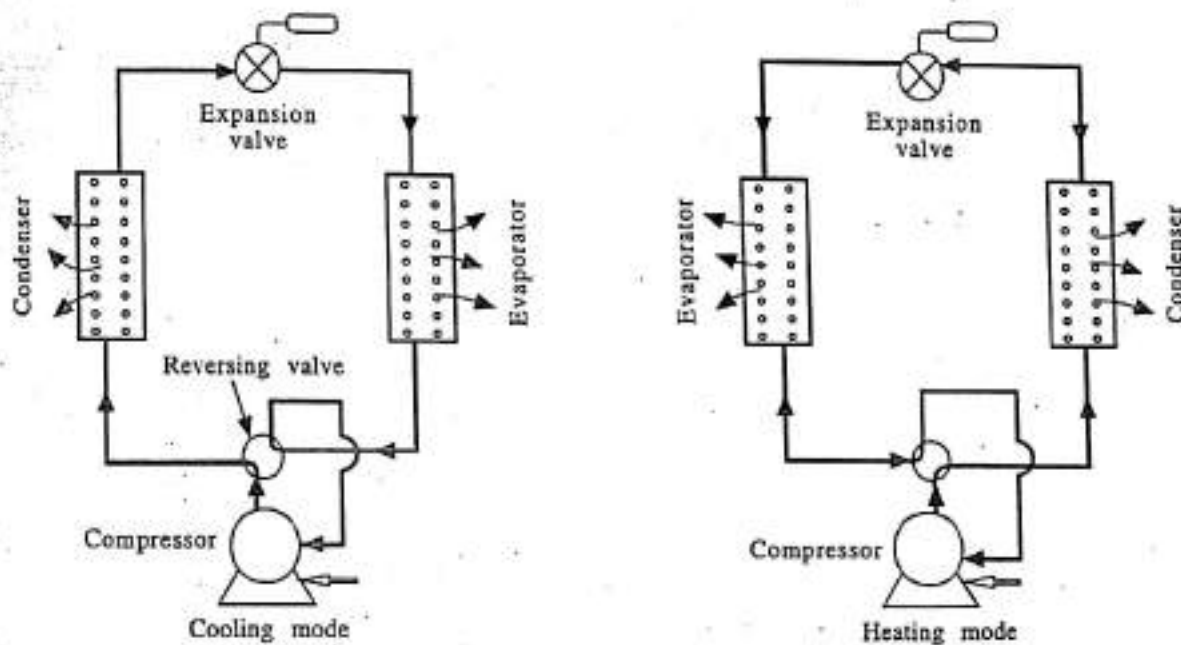 Expansion
valve
Condenser
Evaporator
Reversing valve
Compressor
Cooling mode
Expansion
valve
Evaporator
Condenser
Compressor
Heating mode